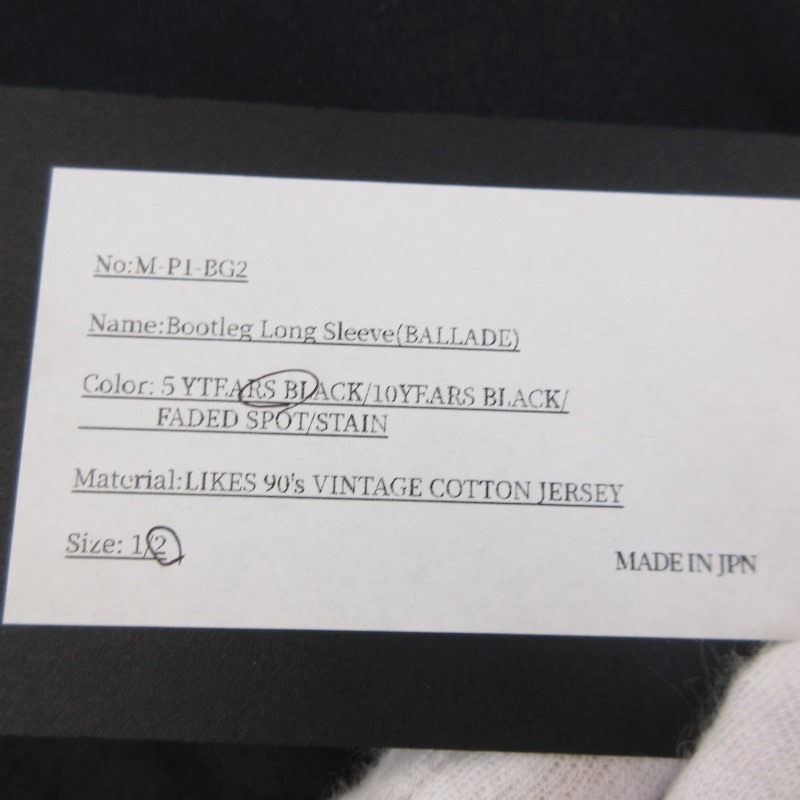 No:M-P1-BG2
Name:Bootleg Long Sleeve(BALLADE)
Color: 5 YTEARS BLACK/10YEARS BLACK/
FADED SPOT/STAIN
Material:LIKES 90's VINTAGE COTTON JERSEY
Size: 1/2
MADE IN JPN